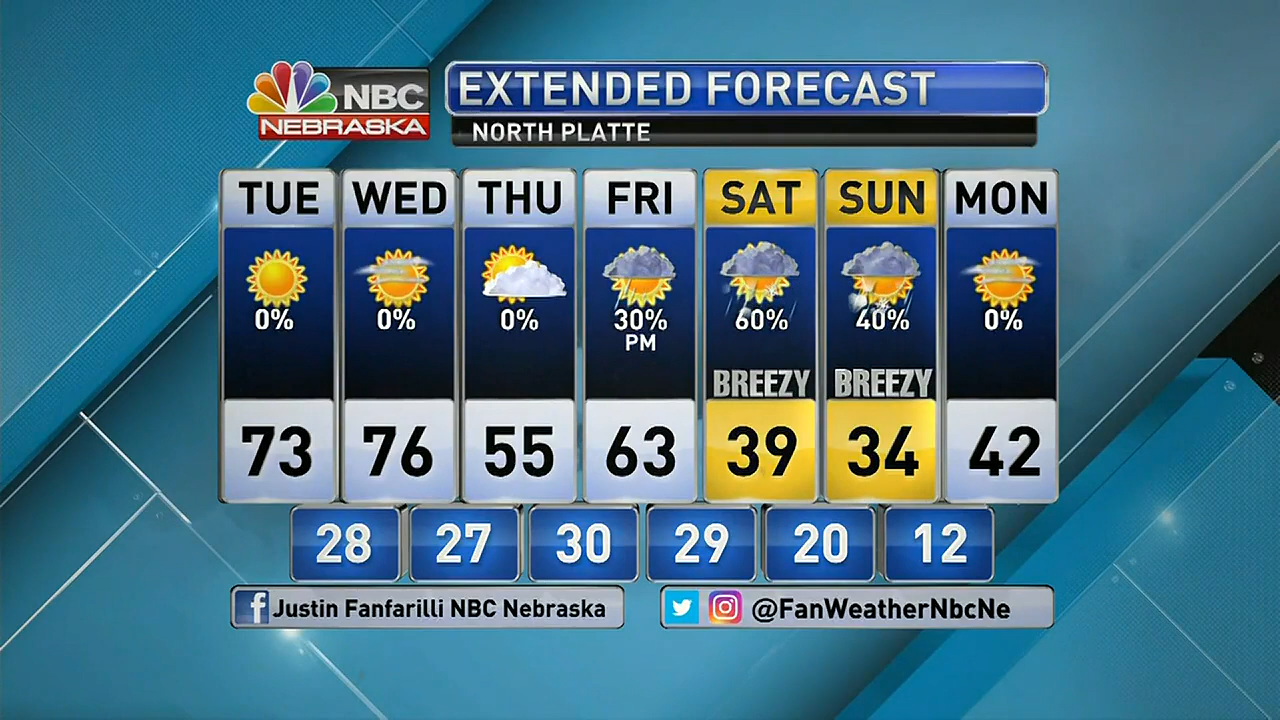 NBC
NEBRASKA
EXTENDED FORECAST
NORTH PLATTE
TUE WED THU FRI SAT SUN MON
0% 0% 0% 30% 60% 40% 0%
PM
BREEZY BREEZY
73 76 55 63 39 34 42
28 27 30 29 20 12
f Justin Fanfarilli NBC Nebraska @FanWeatherNbcNe